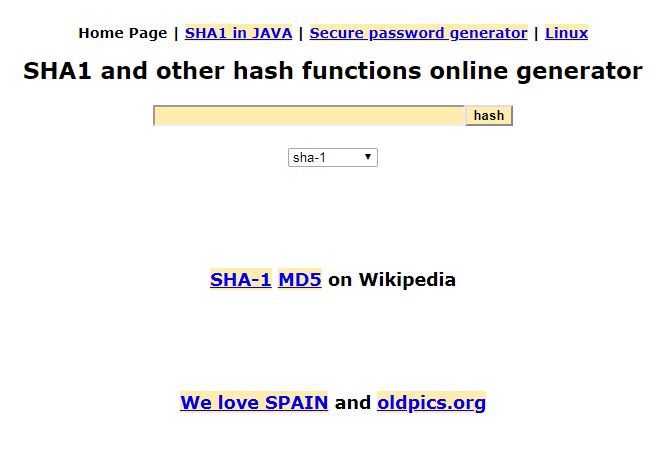 Home Page | SHA1 in JAVA | Secure password generator | Linux
SHA1 and other hash functions online generator
hash
sha-1
SHA-1 MD5 on Wikipedia
We love SPAIN and oldpics.org